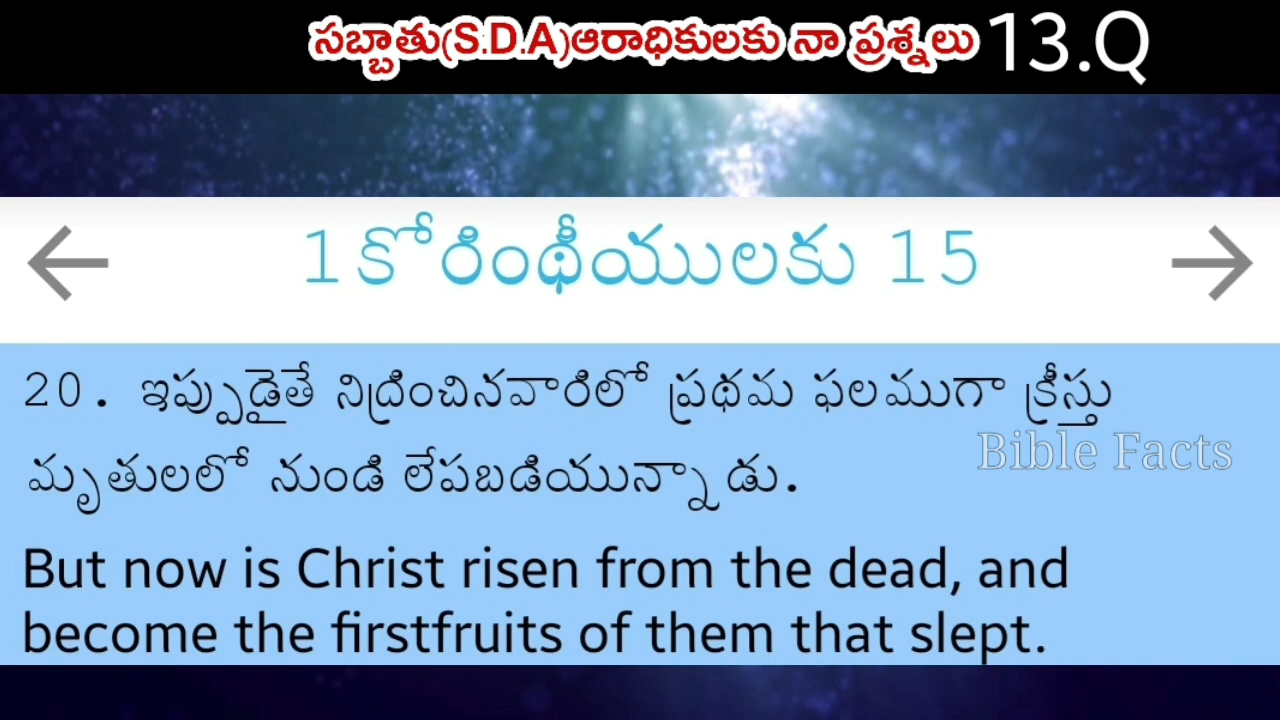 సబ్బాతు(S.D.A)ఆరాధికులకు నా ప్రశ్నలు 13.Q
1 కోరింథీయులకు 15
20. ఇప్పుడైతే నిద్రించినవారిలో ప్రథమ ఫలముగా క్రీస్తు
మృతులలో నుండి లేపబడియున్నాడు.
Bible Facts
But now is Christ risen from the dead, and
become the firstfruits of them that slept.